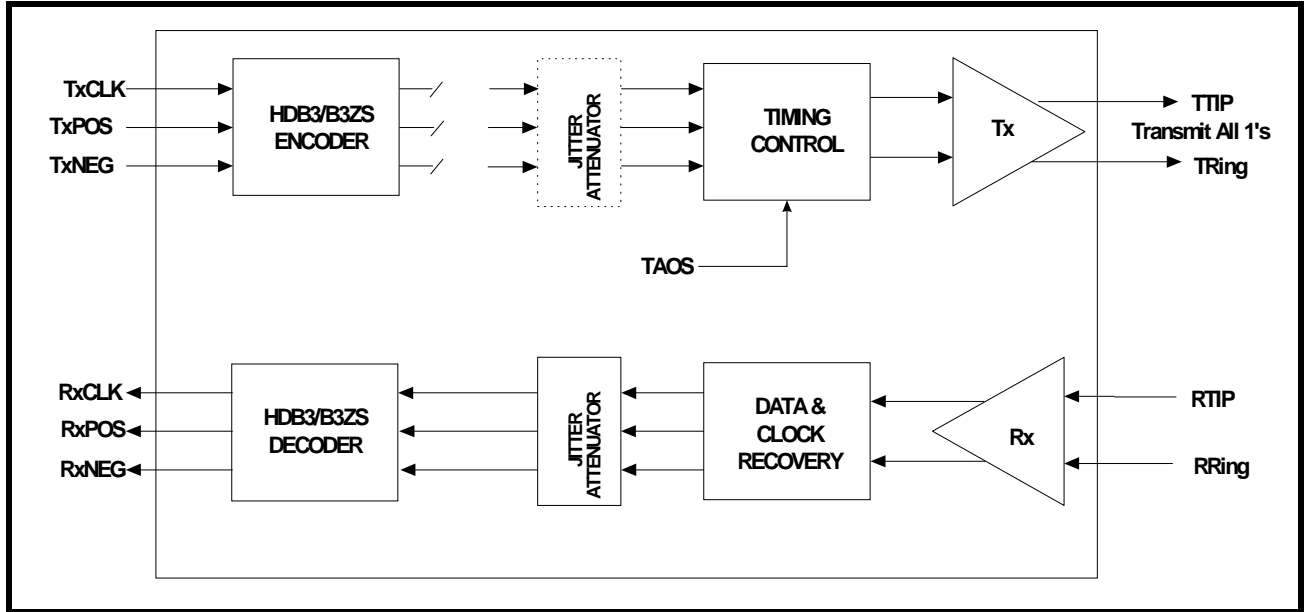 TxCLK
TxPOS
TxNEG
HDB3/B3ZS
ENCODER
JITTER
ATTENUATOR
TIMING
CONTROL
Tx
TTIP
Transmit All 1's
TRing
TAOS
RxCLK
RxPOS
RxNEG
HDB3/B3ZS
DECODER
JITTER
ATTENUATOR
DATA &
CLOCK
RECOVERY
Rx
RTIP
RRing